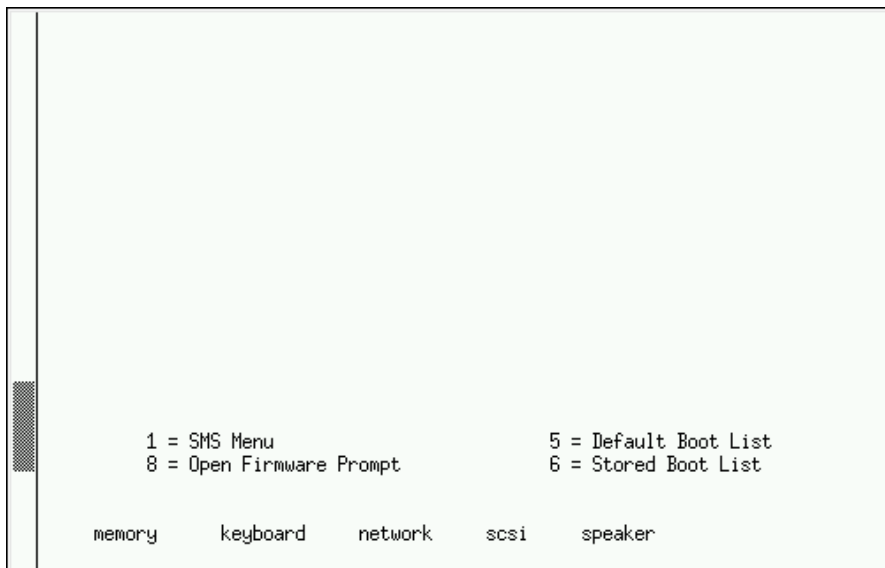 1 = SMS Menu 5 = Default Boot List
8 = Open Firmware Prompt 6 = Stored Boot List
memory keyboard network scsi speaker